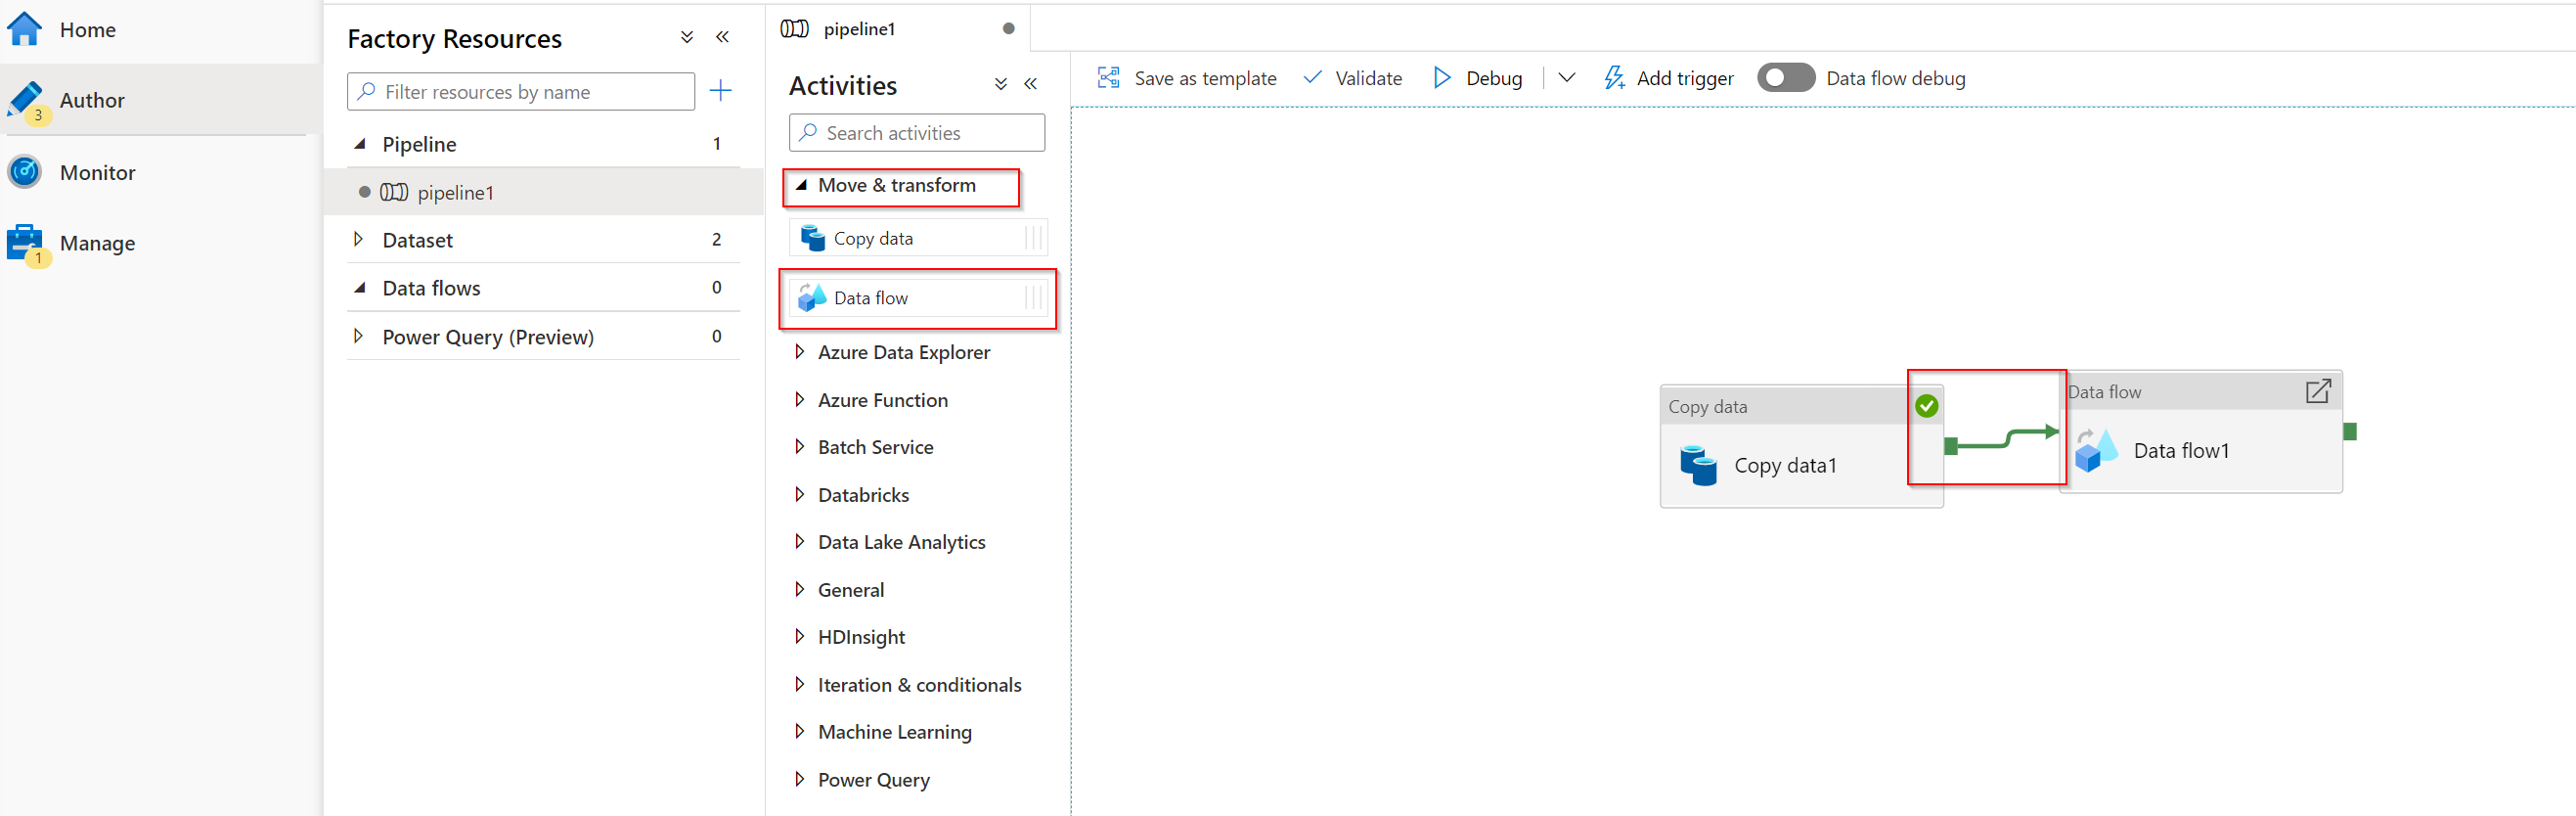 Home
Author
3
Monitor
Manage
1
Factory Resources
Filter resources by name
Pipeline 1
pipeline1
Dataset 2
Data flows 0
Power Query (Preview) 0
pipeline1
Activities
Search activities
Move & transform
Copy data
Data flow
Azure Data Explorer
Azure Function
Batch Service
Databricks
Data Lake Analytics
General
HDInsight
Iteration & conditionals
Machine Learning
Power Query
Save as template Validate Debug Add trigger Data flow debug
Copy data
Copy data1
Data flow
Data flow1